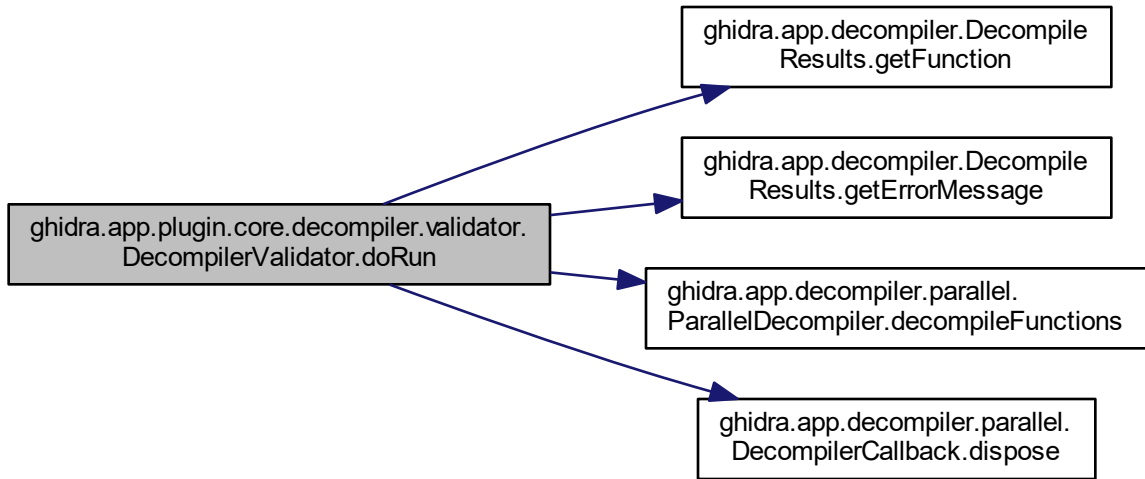 ghidra.app.decompiler.Decompile
Results.getFunction
ghidra.app.decompiler.Decompile
Results.getErrorMessage
ghidra.app.plugin.core.decompiler.validator.
DecompilerValidator.doRun
ghidra.app.decompiler.parallel.
ParallelDecompiler.decompileFunctions
ghidra.app.decompiler.parallel.
DecompilerCallback.dispose